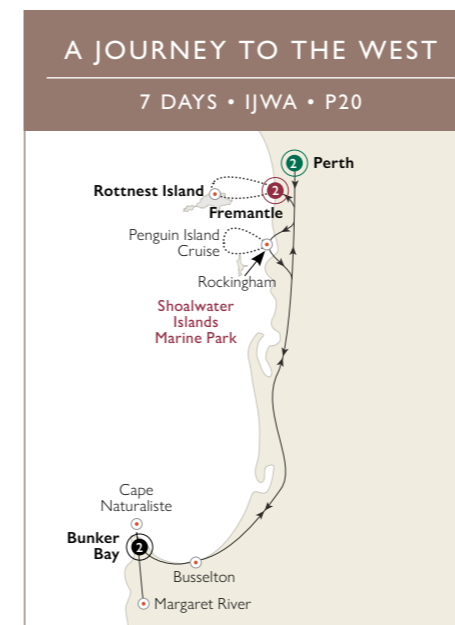 A JOURNEY TO THE WEST
7 DAYS • IJWA • P20
2
Perth
Rottnest Island
2
Fremantle
Penguin Island
Cruise
Rockingham
Shoalwater
Islands
Marine Park
Cape
Naturaliste
Bunker
Bay
2
Busselton
Margaret River